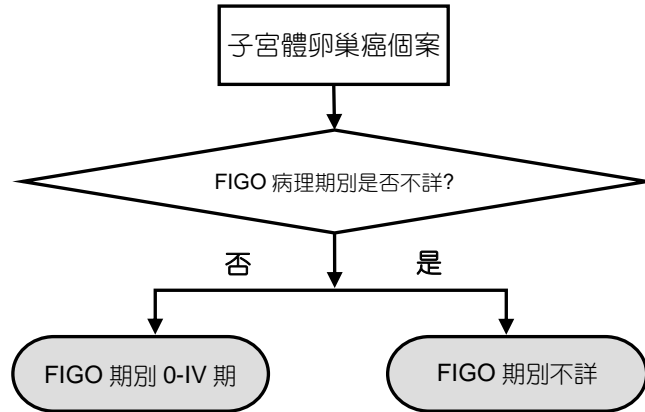 子宮體卵巢癌個案
FIGO 病理期別是否不詳?
否
是
FIGO 期別 0-IV 期
FIGO 期別不詳